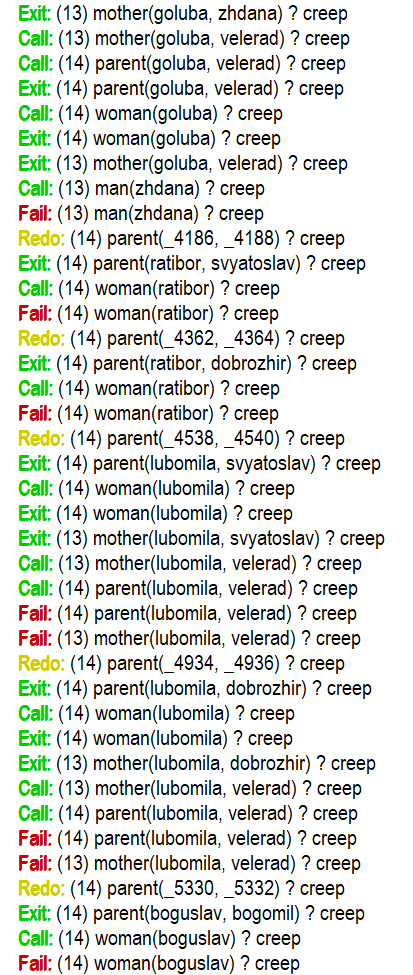 Exit: (13) mother(goluba, zhdana) ? creep
Call: (13) mother(goluba, velerad) ? creep
Call: (14) parent(goluba, velerad) ? creep
Exit: (14) parent(goluba, velerad) ? creep
Call: (14) woman(goluba) ? creep
Exit: (14) woman(goluba) ? creep
Exit: (13) mother(goluba, velerad) ? creep
Call: (13) man(zhdana) ? creep
Fail: (13) man(zhdana) ? creep
Redo: (14) parent(_4186, _4188) ? creep
Exit: (14) parent(ratibor, svyatoslav) ? creep
Call: (14) woman(ratibor) ? creep
Fail: (14) woman(ratibor) ? creep
Redo: (14) parent(_4362, _4364) ? creep
Exit: (14) parent(ratibor, dobrozhir) ? creep
Call: (14) woman(ratibor) ? creep
Fail: (14) woman(ratibor) ? creep
Redo: (14) parent(_4538, _4540) ? creep
Exit: (14) parent(lubomila, svyatoslav) ? creep
Call: (14) woman(lubomila) ? creep
Exit: (14) woman(lubomila) ? creep
Exit: (13) mother(lubomila, svyatoslav) ? creep
Call: (13) mother(lubomila, velerad) ? creep
Call: (14) parent(lubomila, velerad) ? creep
Fail: (14) parent(lubomila, velerad) ? creep
Fail: (13) mother(lubomila, velerad) ? creep
Redo: (14) parent(_4934, _4936) ? creep
Exit: (14) parent(lubomila, dobrozhir) ? creep
Call: (14) woman(lubomila) ? creep
Exit: (14) woman(lubomila) ? creep
Exit: (13) mother(lubomila, dobrozhir) ? creep
Call: (13) mother(lubomila, velerad) ? creep
Call: (14) parent(lubomila, velerad) ? creep
Fail: (14) parent(lubomila, velerad) ? creep
Fail: (13) mother(lubomila, velerad) ? creep
Redo: (14) parent(_5330, _5332) ? creep
Exit: (14) parent(boguslav, bogomil) ? creep
Call: (14) woman(boguslav) ? creep
Fail: (14) woman(boguslav) ? creep